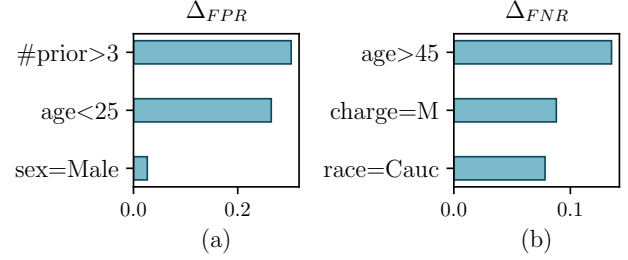 Δ_FPR
#prior>3
age<25
sex=Male
0.0 0.2
(a)
Δ_FNR
age>45
charge=M
race=Cauc
0.0 0.1
(b)